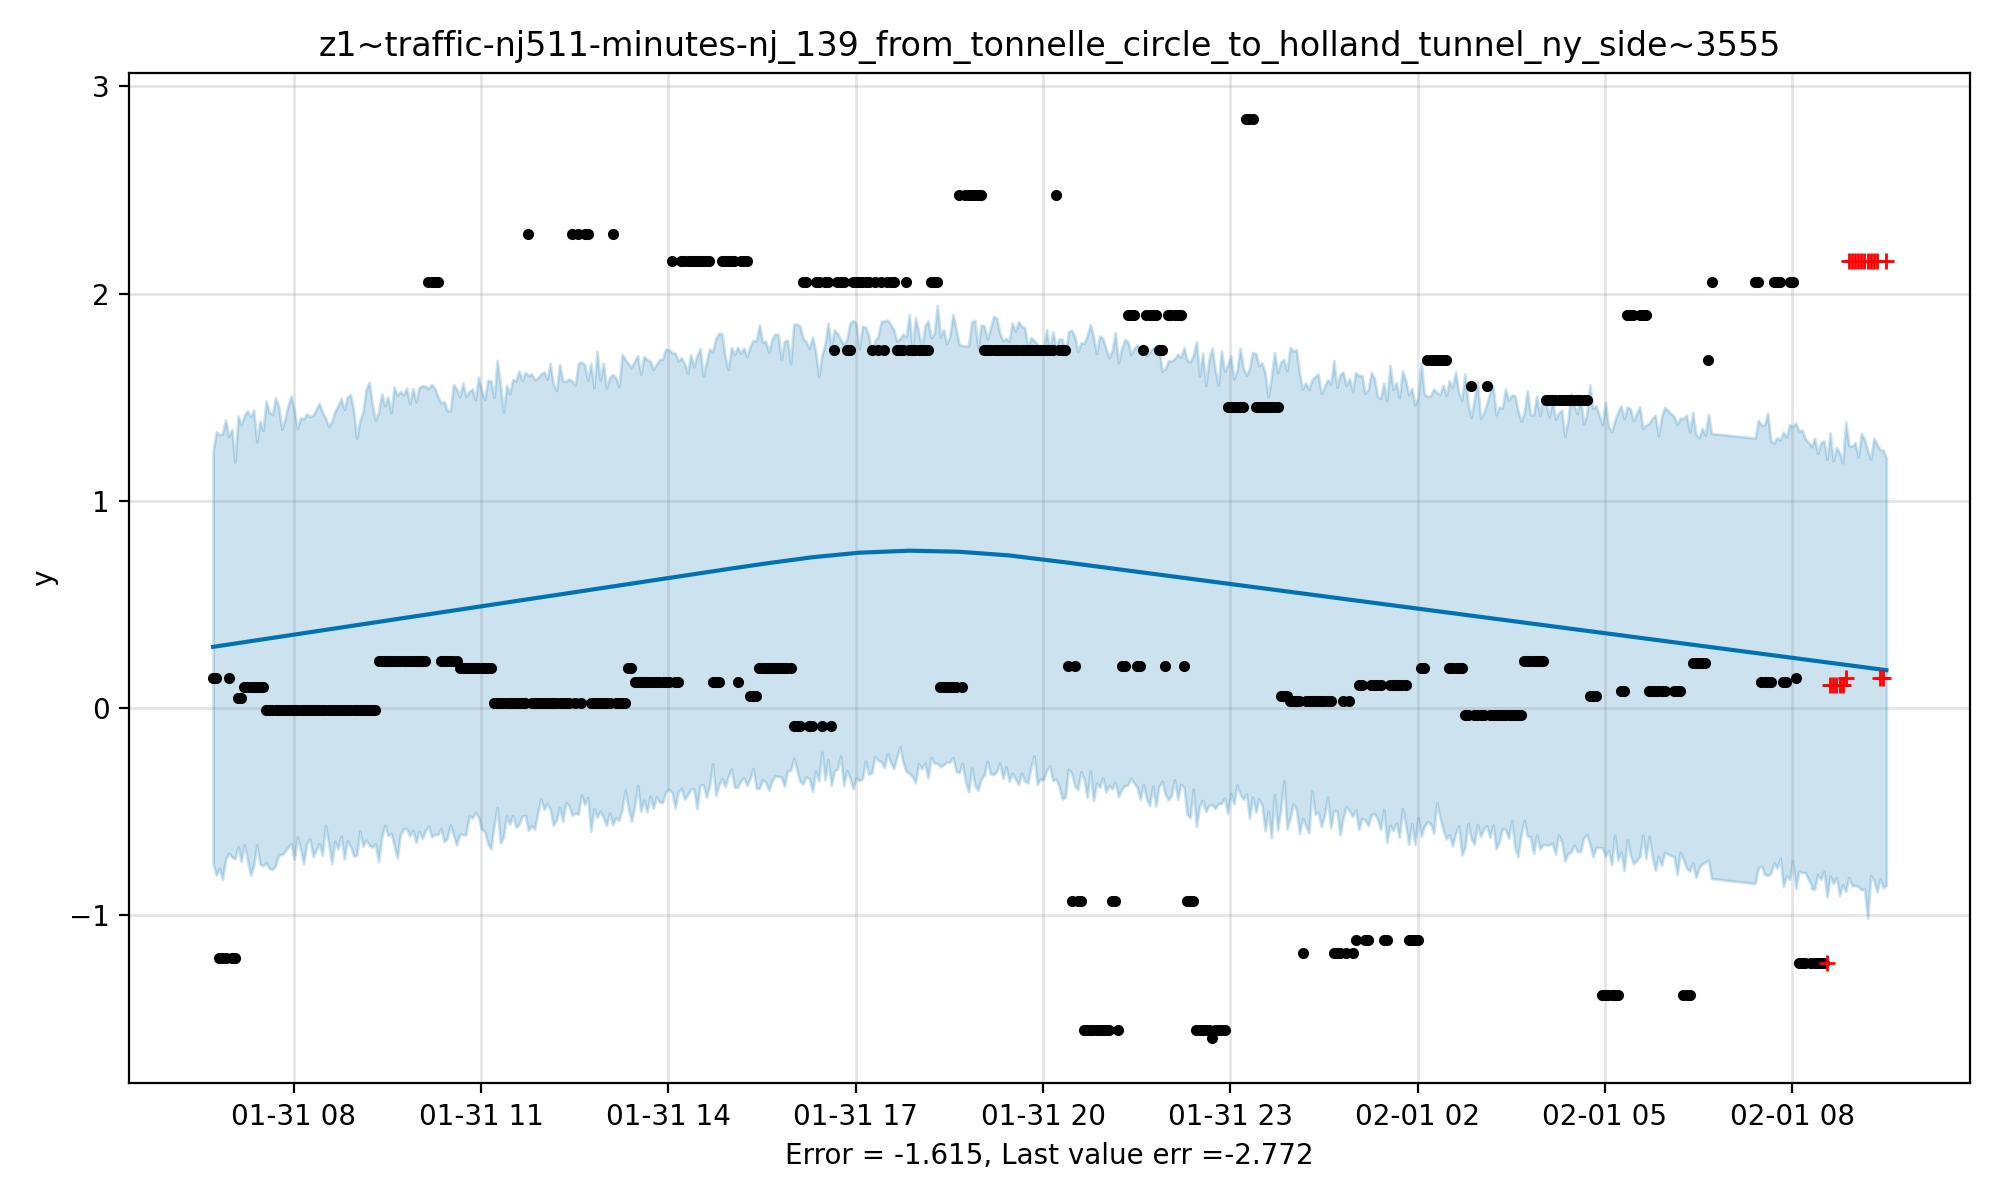 z1~traffic-nj511-minutes-nj_139_from_tonnelle_circle_to_holland_tunnel_ny_side~3555
3
2
1
0
−1
y
01-31 08 01-31 11 01-31 14 01-31 17 01-31 20 01-31 23 02-01 02 02-01 05 02-01 08
Error = -1.615, Last value err =-2.772